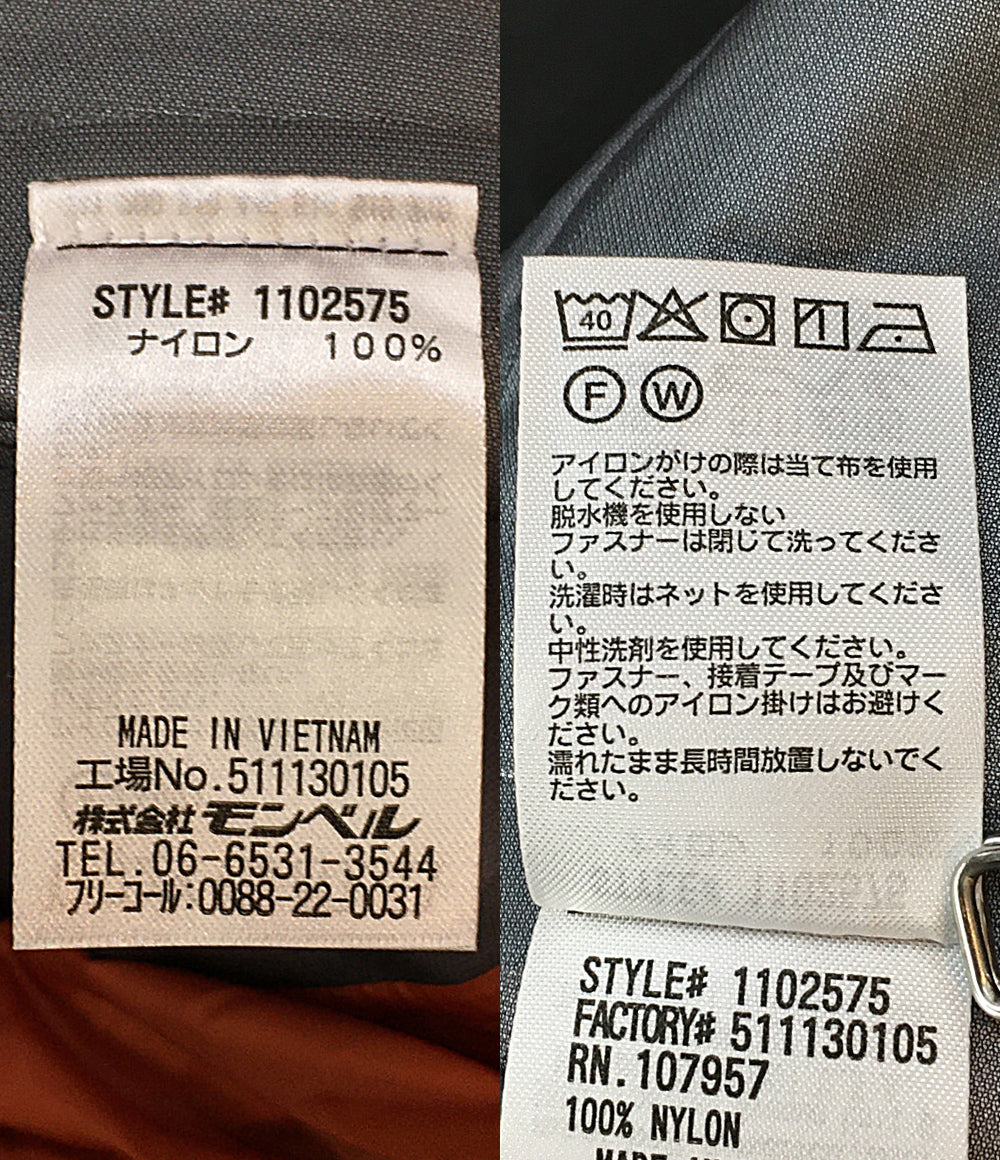 STYLE# 1102575
ナイロン 100%
MADE IN VIETNAM
工場No.511130105
株式会社 モンベル
TEL.06-6531-3544
フリーコール:0088-22-0031
40
F W
アイロンがけの際は当て布を使用
してください。
脱水機を使用しない
ファスナーは閉じて洗ってくださ
い。
洗濯時はネットを使用してくださ
い。
中性洗剤を使用してください。
ファスナー、接着テープ及びマー
ク類へのアイロン掛けはお避けく
ださい。
濡れたまま長時間放置しないでく
ださい。
STYLE# 1102575
FACTORY# 511130105
RN.107957
100% NYLON